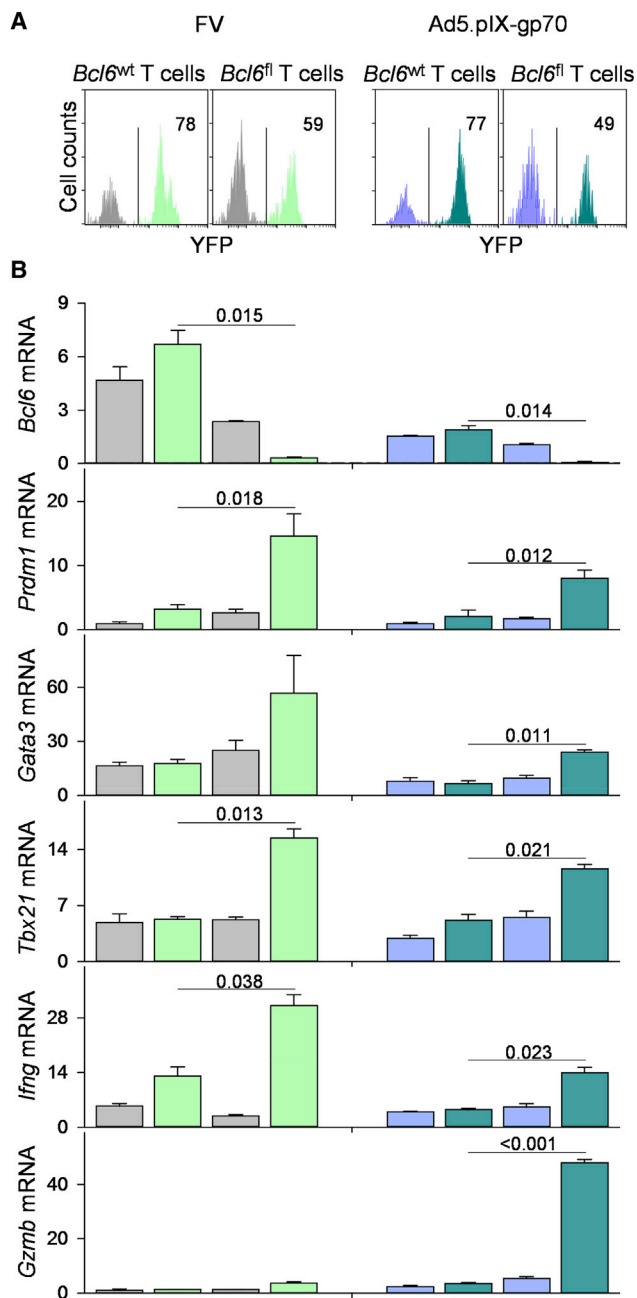 A
FV
Ad5.pIX-gp70
Bcl6wt T cells
Bcl6fl T cells
Bcl6wt T cells
Bcl6fl T cells
Cell counts
78
59
77
49
YFP
YFP
B
Bcl6 mRNA
9
6
3
0
0.015
0.014
Prdm1 mRNA
20
10
0
0.018
0.012
Gata3 mRNA
60
30
0
0.011
Tbx21 mRNA
14
7
0
0.013
0.021
Ifng mRNA
28
14
0
0.038
0.023
Gzmb mRNA
40
20
0
<0.001